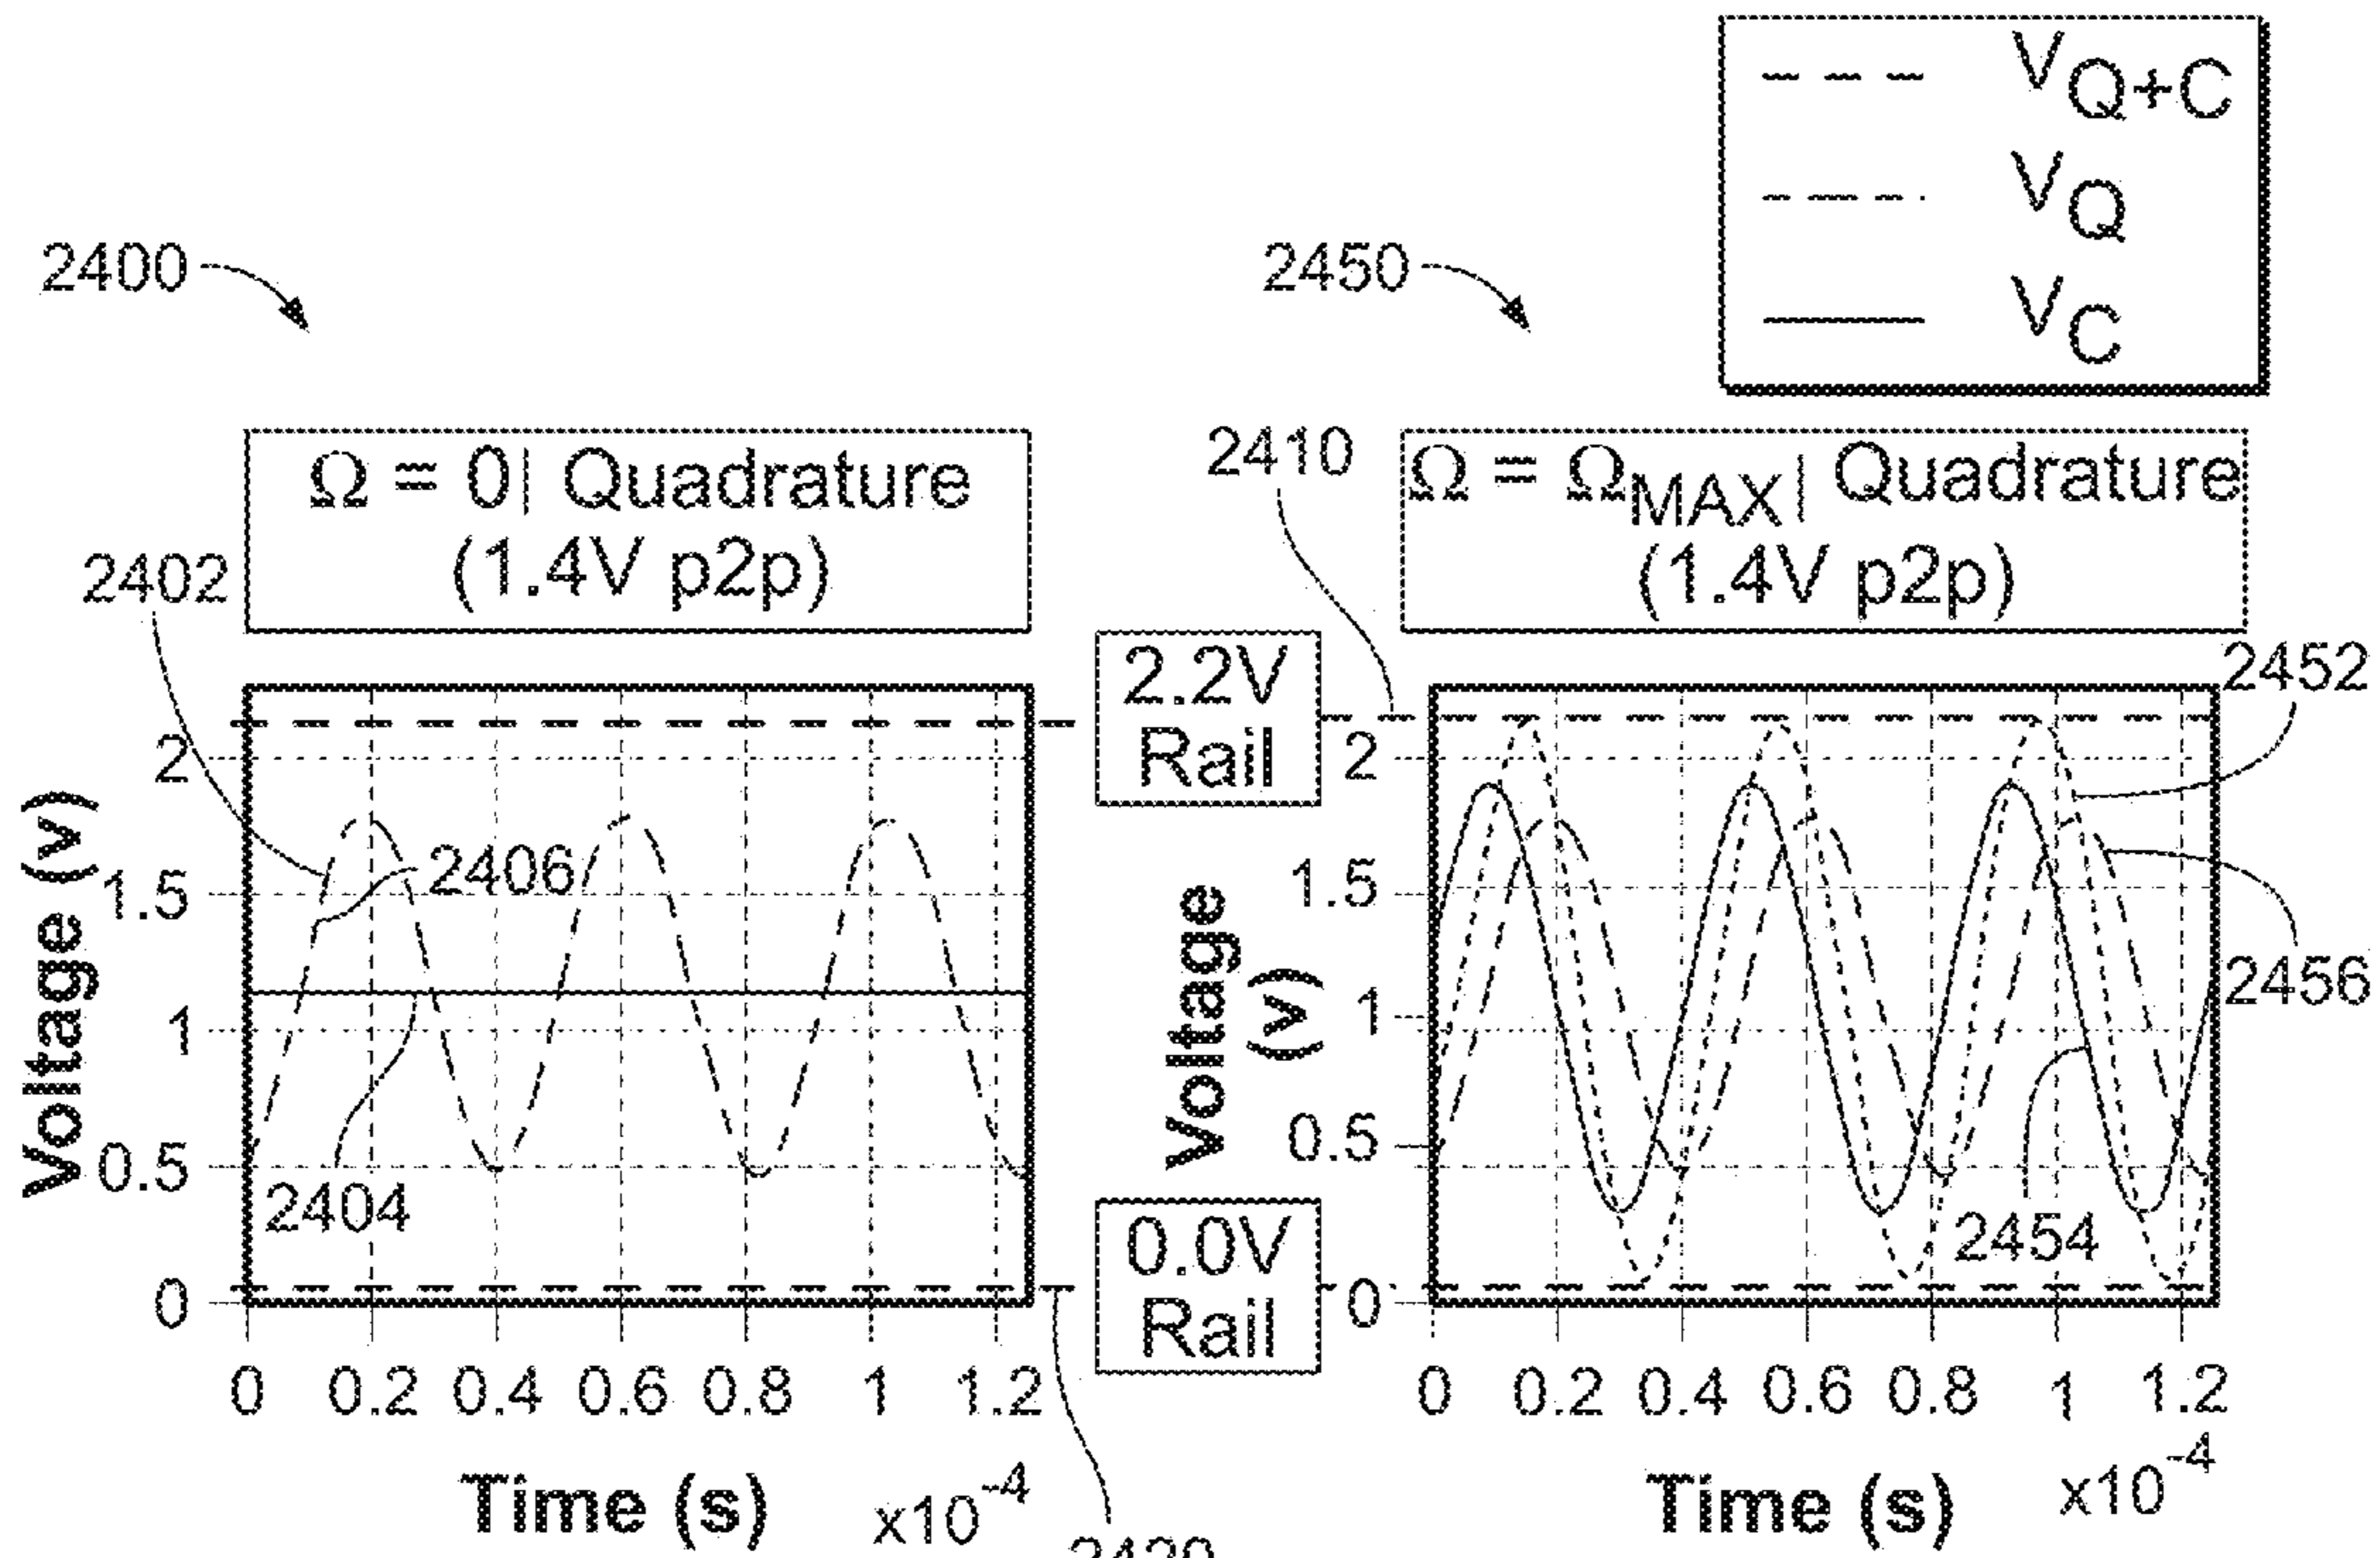 V Q+C
V Q
V C
2400
2450
Ω = 0| Quadrature
(1.4V p2p)
2410
Ω = ΩMAX| Quadrature
(1.4V p2p)
2402
2.2V
Rail
2452
2
1.5
1
0.5
0
Voltage (v)
2406
2404
2
1.5
1
0.5
0
Voltage
(v)
2456
2454
0.0V
Rail
0 0.2 0.4 0.6 0.8 1 1.2
0 0.2 0.4 0.6 0.8 1 1.2
Time (s) x10-4
Time (s) x10-4